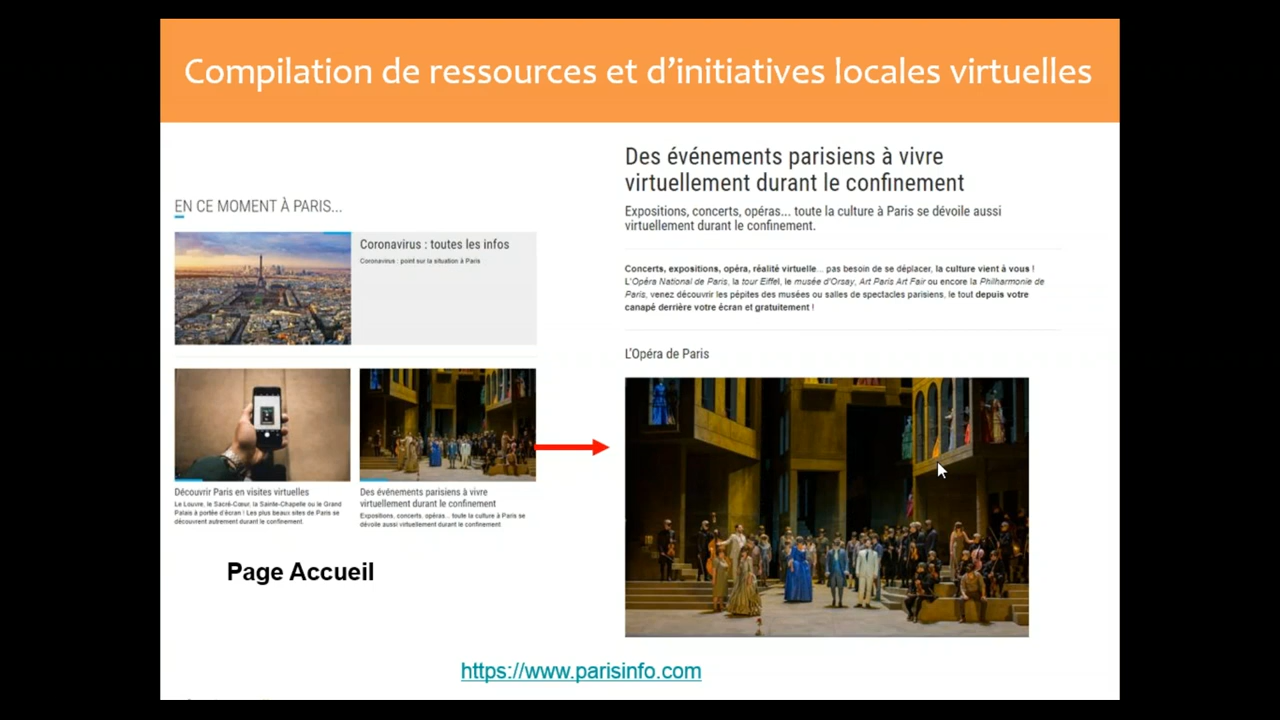 Compilation de ressources et d’initiatives locales virtuelles
EN CE MOMENT À PARIS...
Coronavirus : toutes les infos
Coronavirus : point sur la situation à Paris
Découvrir Paris en visites virtuelles
Le Louvre, le Sacré-Cœur, la Sainte-Chapelle ou le Grand
Palais à portée d'écran ! Les plus beaux sites de Paris se
découvrent autrement durant le confinement.
Des événements parisiens à vivre
virtuellement durant le confinement
Expositions, concerts, opéras... toute la culture à Paris se
dévoile aussi virtuellement durant le confinement
Page Accueil
Des événements parisiens à vivre
virtuellement durant le confinement
Expositions, concerts, opéras... toute la culture à Paris se dévoile aussi
virtuellement durant le confinement.
Concerts, expositions, opéra, réalité virtuelle... pas besoin de se déplacer, la culture vient à vous !
L'Opéra National de Paris, la tour Eiffel, le musée d'Orsay, Art Paris Art Fair ou encore la Philharmonie de
Paris, venez découvrir les pépites des musées ou salles de spectacles parisiens, le tout depuis votre
canapé derrière votre écran et gratuitement !
L'Opéra de Paris
https://www.parisinfo.com